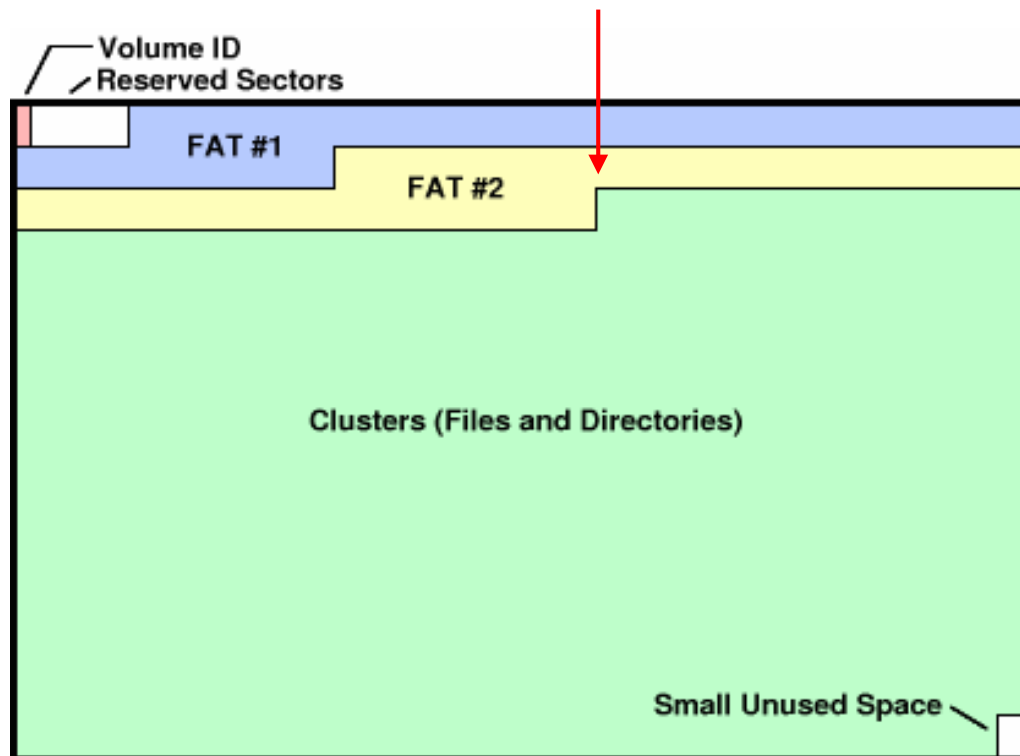 Volume ID
Reserved Sectors
FAT #1
FAT #2
Clusters (Files and Directories)
Small Unused Space